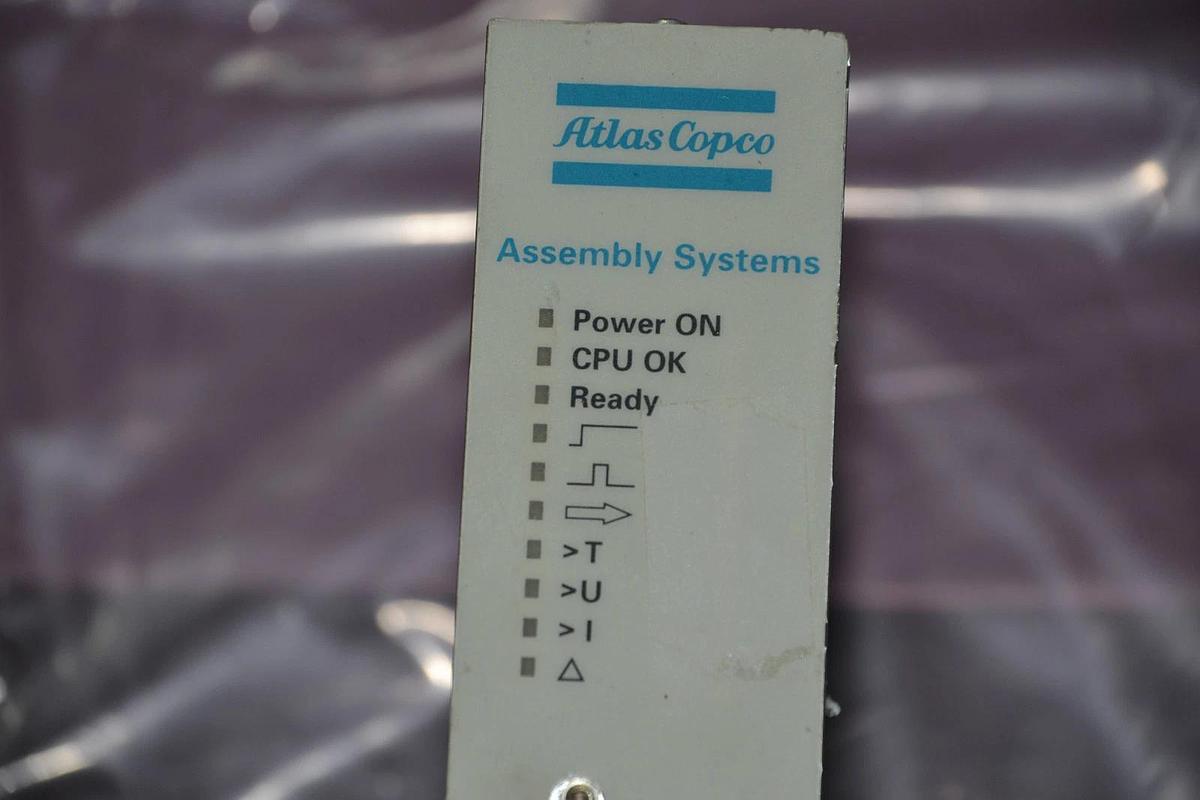 Atlas Copco
Assembly Systems
Power ON
CPU OK
Ready
>T
>U
>I